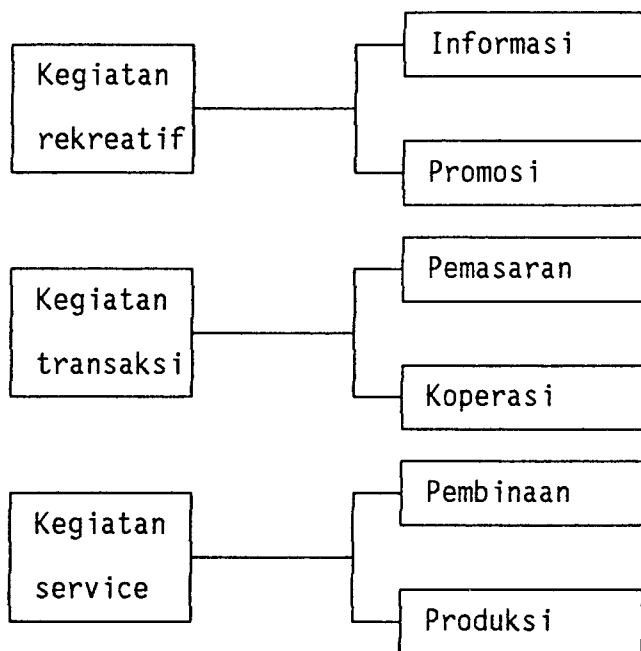 Kegiatan
rekreatif
Informasi
Promosi
Kegiatan
transaksi
Pemasaran
Koperasi
Kegiatan
service
Pembinaan
Produksi